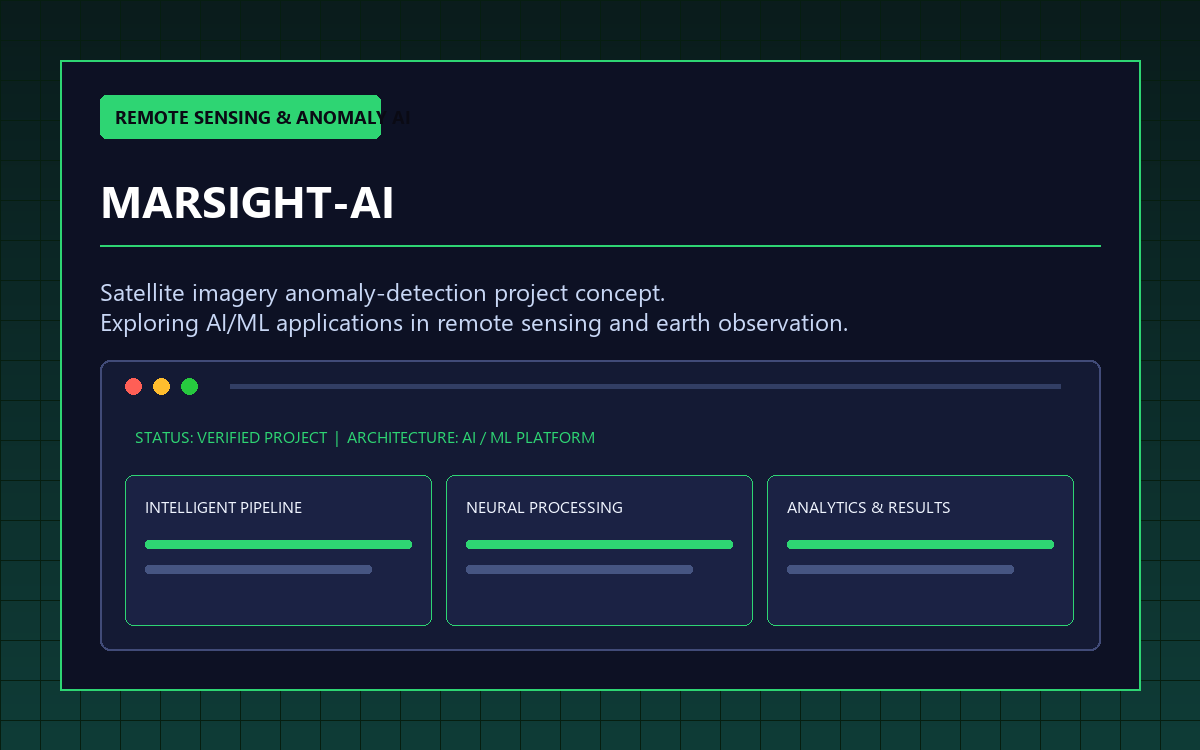 REMOTE SENSING & ANOMALY AI
MARSIGHT-AI
Satellite imagery anomaly-detection project concept.
Exploring AI/ML applications in remote sensing and earth observation.
STATUS: VERIFIED PROJECT | ARCHITECTURE: AI / ML PLATFORM
INTELLIGENT PIPELINE
NEURAL PROCESSING
ANALYTICS & RESULTS